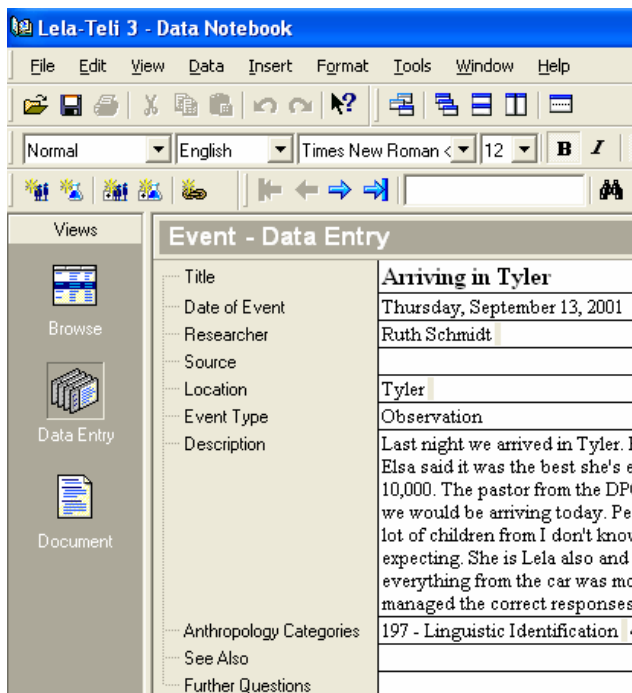 Lela-Teli 3 - Data Notebook
File Edit View Data Insert Format Tools Window Help
Normal English Times New Roman < 12 B I
Views
Event - Data Entry
Browse
Data Entry
Document
Title Arriving in Tyler
Date of Event Thursday, September 13, 2001
Researcher Ruth Schmidt
Source
Location Tyler
Event Type Observation
Description Last night we arrived in Tyler.
Elsa said it was the best she's
10,000. The pastor from the
we would be arriving today.
lot of children from I don't
expecting. She is Lela also and
everything from the car was
managed the correct responses
Anthropology Categories 197 - Linguistic Identification
See Also
Further Questions